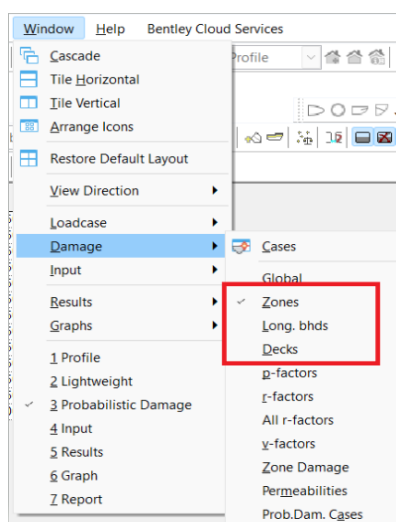 Window Help Bentley Cloud Services
Cascade
Profile
Tile Horizontal
Tile Vertical
Arrange Icons
Restore Default Layout
View Direction
Loadcase
Damage
Input
Results
Graphs
1 Profile
2 Lightweight
3 Probabilistic Damage
4 Input
5 Results
6 Graph
7 Report
Cases
Global
Zones
Long. bhds
Decks
p-factors
r-factors
All r-factors
v-factors
Zone Damage
Permeabilities
Prob.Dam. Cases